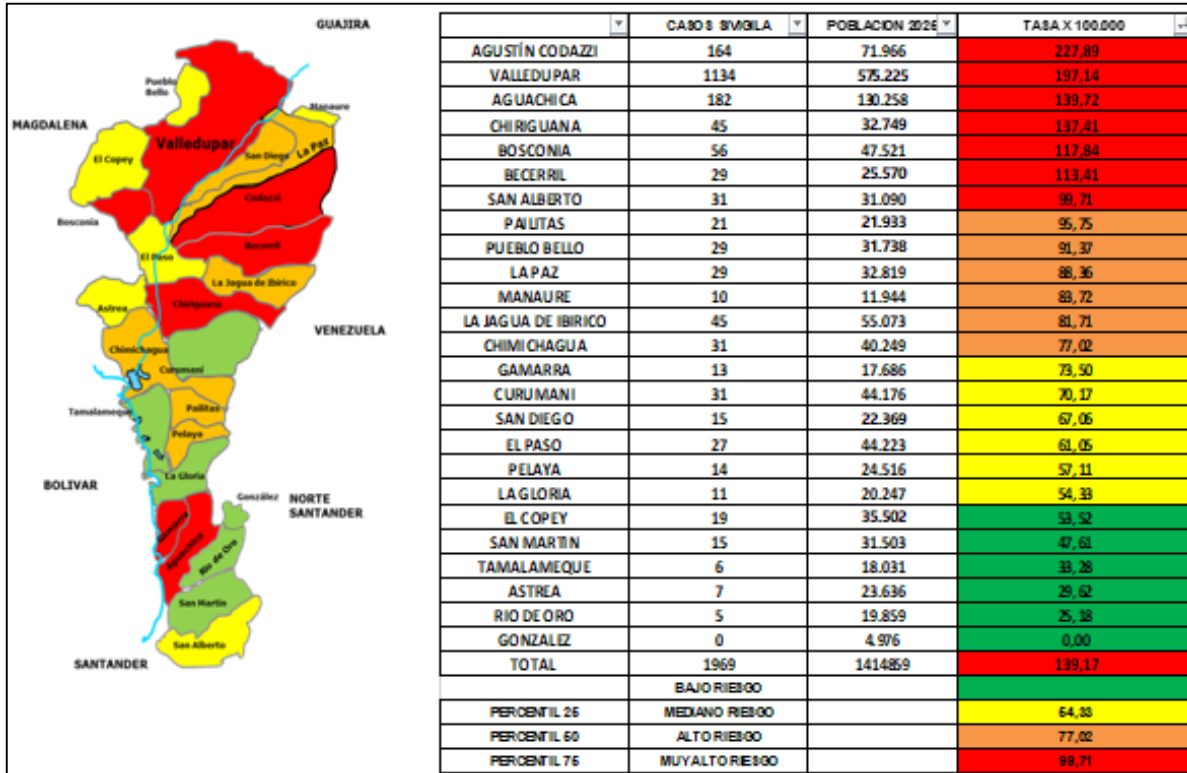 GUAJIRA
Pueblo Bello
Manaure
MAGDALENA
Valledupar
San Diego
La Paz
El Copey
Codazzi
Bosconia
Becerril
El Paso
La Jagua de Ibirico
Astrea
Chiriguana
VENEZUELA
Chimichagua
Curumaní
Tamalameque
Pailitas
Pelaya
La Gloria
BOLIVAR
González
NORTE SANTANDER
Gamarra
Aguachica
Rio de Oro
San Martin
San Alberto
SANTANDER
CASOS SIVIGILA POBLACION 2025 TASA X 100.000
AGUSTÍN CODAZZI 164 71.966 227,89
VALLEDUPAR 1134 575.225 197,14
AGUACHICA 182 130.258 139,72
CHIRIGUANA 45 32.749 137,41
BOSCONIA 56 47.521 117,84
BECERRIL 29 25.570 113,41
SAN ALBERTO 31 31.090 99,71
PAILITAS 21 21.933 95,75
PUEBLO BELLO 29 31.738 91,37
LA PAZ 29 32.819 88,36
MANAURE 10 11.944 83,72
LA JAGUA DE IBIRICO 45 55.073 81,71
CHIMICHAGUA 31 40.249 77,02
GAMARRA 13 17.686 73,50
CURUMANI 31 44.176 70,17
SAN DIEGO 15 22.369 67,06
EL PASO 27 44.223 61,05
PELAYA 14 24.516 57,11
LA GLORIA 11 20.247 54,33
EL COPEY 19 35.502 53,52
SAN MARTIN 15 31.503 47,61
TAMALAMEQUE 6 18.031 33,28
ASTREA 7 23.636 29,62
RIO DE ORO 5 19.859 25,18
GONZALEZ 0 4.976 0,00
TOTAL 1969 1414859 139,17
BAJO RIESGO
PERCENTIL 25 MEDIANO RIESGO 54,33
PERCENTIL 50 ALTO RIESGO 77,02
PERCENTIL 75 MUY ALTO RIESGO 99,71